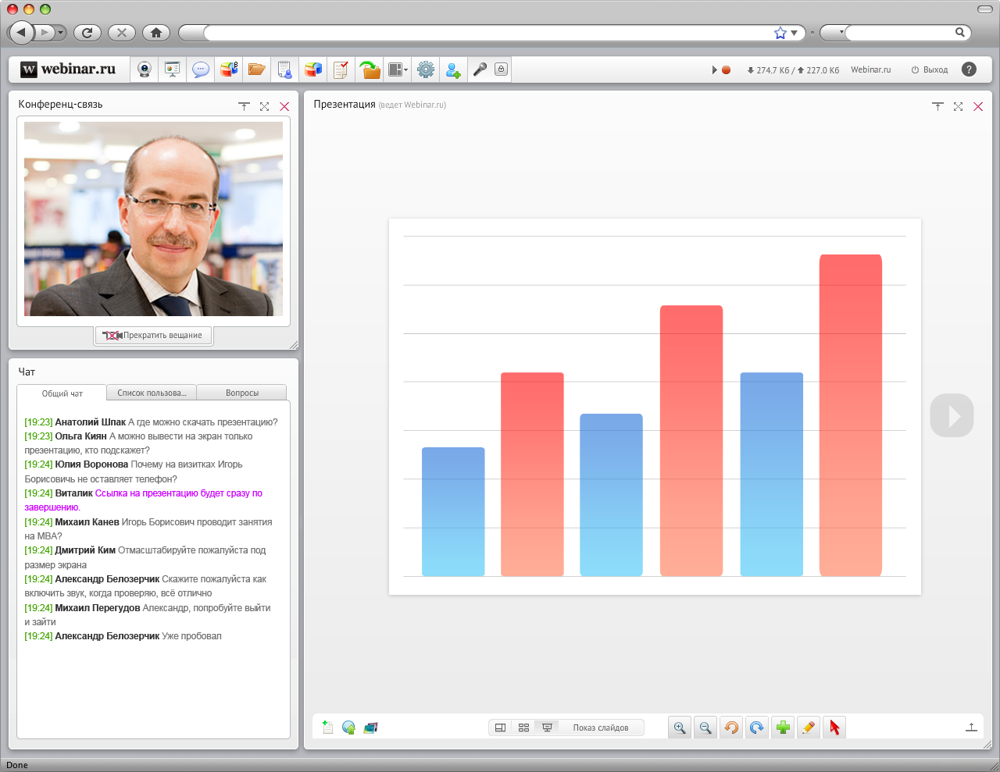 w webinar.ru
274.7 Кб / 227.0 Кб
Webinar.ru
Выход
?
Конференц-связь
Прекратить вещание
Чат
Общий чат
Список пользова...
Вопросы
[19:23] Анатолий Шпак А где можно скачать презентацию?
[19:23] Ольга Киян А можно вывести на экран только
презентацию, кто подскажет?
[19:24] Юлия Воронова Почему на визитках Игорь
Борисовичь не оставляет телефон?
[19:24] Виталик Ссылка на презентацию будет сразу по
завершению.
[19:24] Михаил Канев Игорь Борисович проводит занятия
на MBA?
[19:24] Дмитрий Ким Отмасштабируйте пожалуйста под
размер экрана
[19:24] Александр Белозерчик Скажите пожалуйста как
включить звук, когда проверяю, всё отлично
[19:24] Михаил Перегудов Александр, попробуйте выйти
и зайти
[19:24] Александр Белозерчик Уже пробовал
Презентация (ведет Webinar.ru)
Показ слайдов
Done